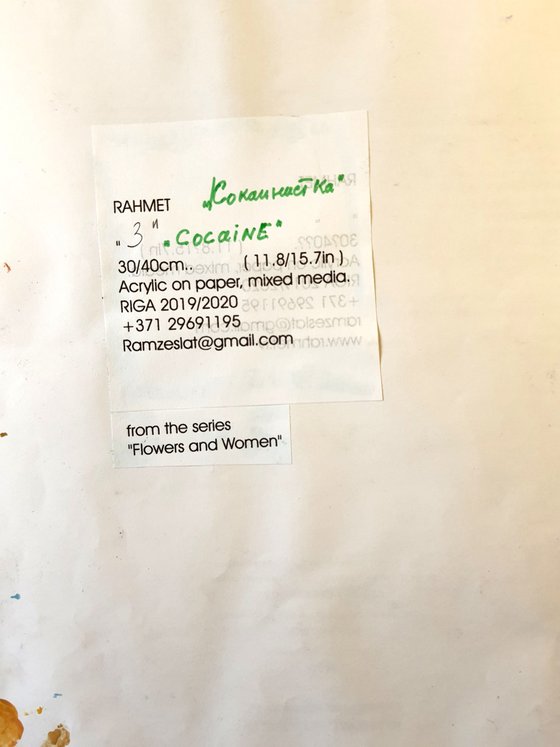 RAHMET „Кокаинистка"
"3" "COCAiNE"
30/40cm.. ( 11.8/15.7in )
Acrylic on paper, mixed media.
RIGA 2019/2020
+371 29691195
Ramzeslat@gmail.com
from the series
"Flowers and Women"